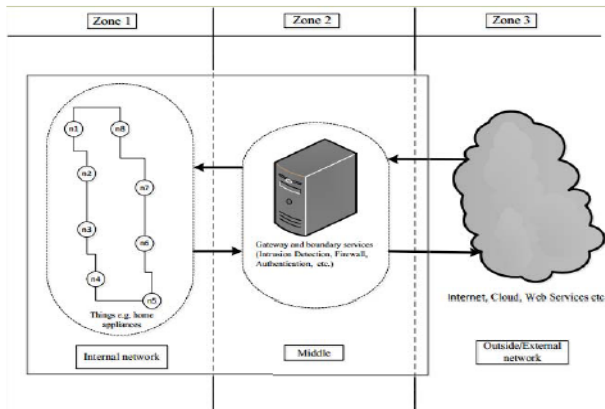 Zone 1
Zone 2
Zone 3
n1
n8
n2
n7
n3
n6
n4
n5
Things e.g. home
appliances
Internal network
Gateway and boundary services
(Intrusion Detection, Firewall,
Authentication, etc.)
Middle
Internet, Cloud, Web Services etc
Outside/External
network